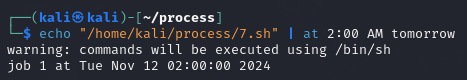 ┌──(kali㉿kali)-[~/process]
└─$ echo "/home/kali/process/7.sh" | at 2:00 AM tomorrow
warning: commands will be executed using /bin/sh
job 1 at Tue Nov 12 02:00:00 2024